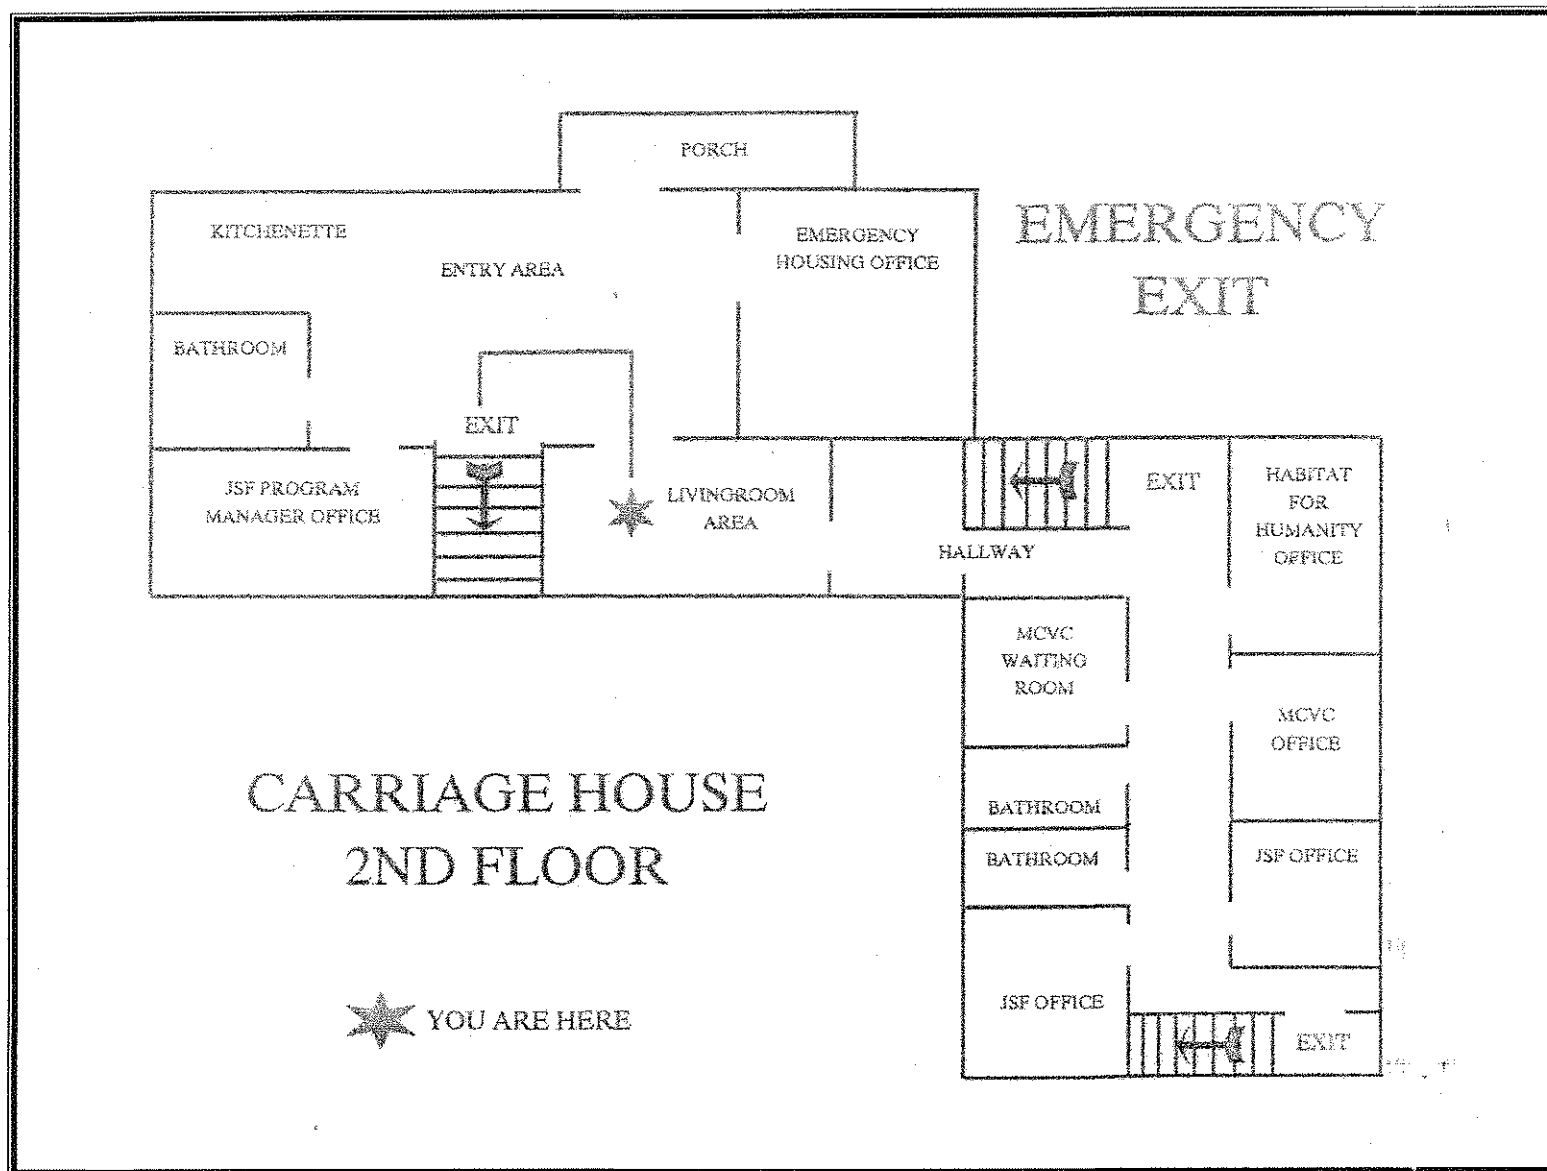 PORCH
KITCHENETTE
ENTRY AREA
EMERGENCY
HOUSING OFFICE
EMERGENCY
EXIT
BATHROOM
EXIT
JSF PROGRAM
MANAGER OFFICE
LIVINGROOM
AREA
EXIT
HABITAT
FOR
HUMANITY
OFFICE
HALLWAY
MCVC
WAITING
ROOM
MCVC
OFFICE
CARRIAGE HOUSE
2ND FLOOR
BATHROOM
BATHROOM
JSF OFFICE
JSF OFFICE
YOU ARE HERE
EXIT